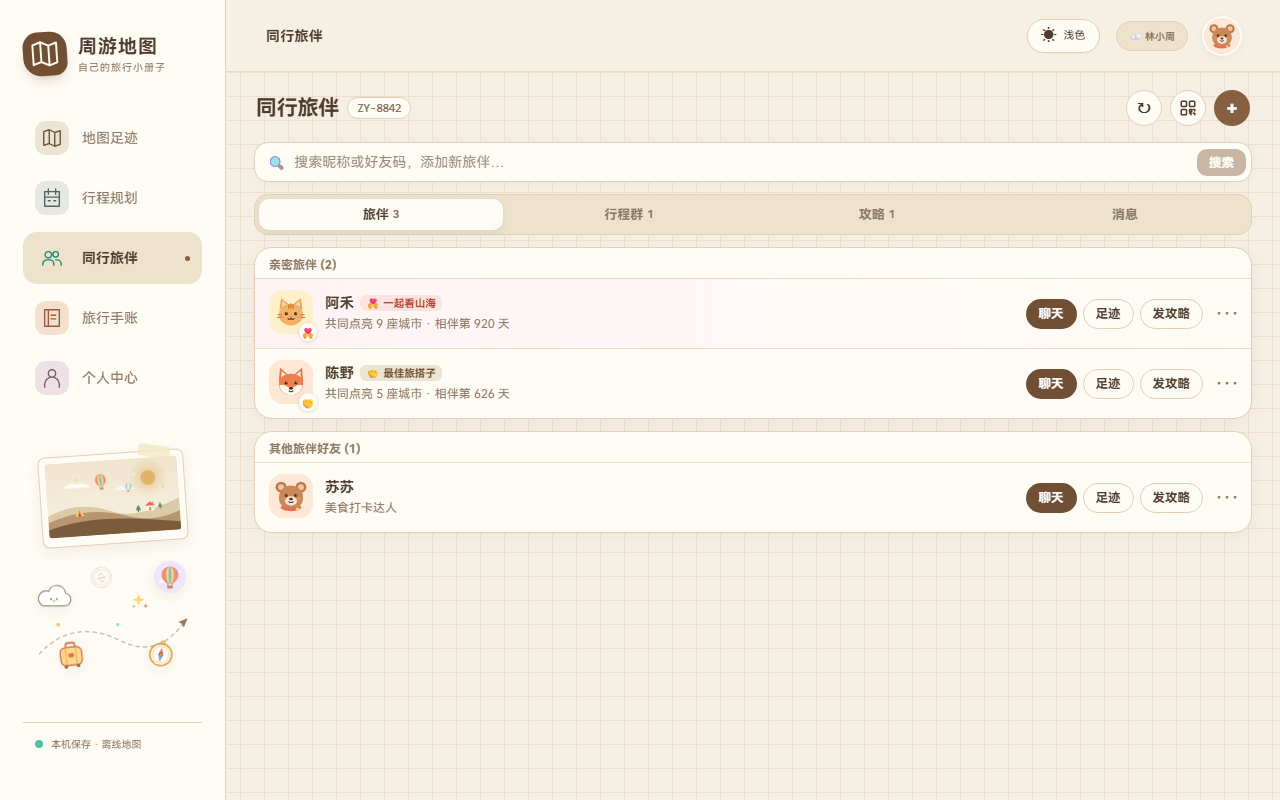 周游地图
自己的旅行小册子
地图足迹
行程规划
同行旅伴
旅行手账
个人中心
本机保存 · 离线地图
同行旅伴
浅色
林小周
同行旅伴
ZY-8842
搜索昵称或好友码，添加新旅伴…
搜索
旅伴 3
行程群 1
攻略 1
消息
亲密旅伴 (2)
阿禾
一起看山海
共同点亮 9 座城市 · 相伴第 920 天
聊天
足迹
发攻略
陈野
最佳旅搭子
共同点亮 5 座城市 · 相伴第 626 天
聊天
足迹
发攻略
其他旅伴好友 (1)
苏苏
美食打卡达人
聊天
足迹
发攻略